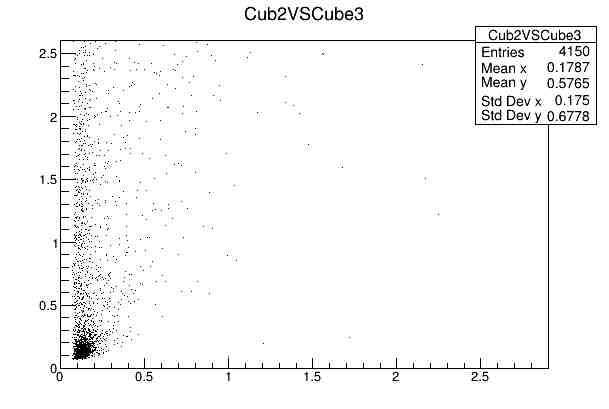 Cub2VSCube3
Cub2VSCube3
Entries 4150
Mean x 0.1787
Mean y 0.5765
Std Dev x 0.175
Std Dev y 0.6778
2.5
2
1.5
1
0.5
0
0 0.5 1 1.5 2 2.5